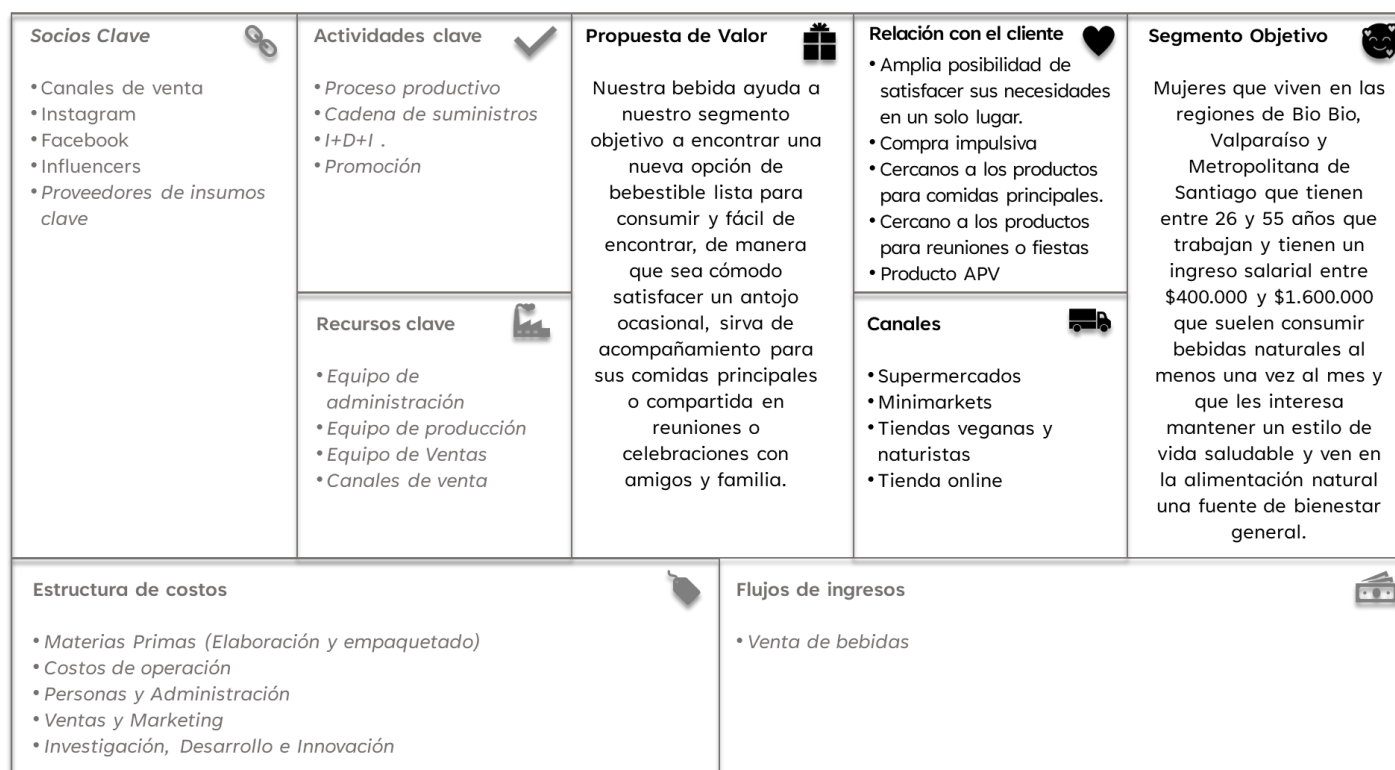 Socios Clave
• Canales de venta
• Instagram
• Facebook
• Influencers
• Proveedores de insumos
clave
Actividades clave
• Proceso productivo
• Cadena de suministros
• I+D+I .
• Promoción
Recursos clave
• Equipo de
administración
• Equipo de producción
• Equipo de Ventas
• Canales de venta
Propuesta de Valor
Nuestra bebida ayuda a
nuestro segmento
objetivo a encontrar una
nueva opción de
bebestible lista para
consumir y fácil de
encontrar, de manera
que sea cómodo
satisfacer un antojo
ocasional, sirva de
acompañamiento para
sus comidas principales
o compartida en
reuniones o
celebraciones con
amigos y familia.
Relación con el cliente
• Amplia posibilidad de
satisfacer sus necesidades
en un solo lugar.
• Compra impulsiva
• Cercanos a los productos
para comidas principales.
• Cercano a los productos
para reuniones o fiestas
• Producto APV
Canales
• Supermercados
• Minimarkets
• Tiendas veganas y
naturistas
• Tienda online
Segmento Objetivo
Mujeres que viven en las
regiones de Bio Bio,
Valparaíso y
Metropolitana de
Santiago que tienen
entre 26 y 55 años que
trabajan y tienen un
ingreso salarial entre
$400.000 y $1.600.000
que suelen consumir
bebidas naturales al
menos una vez al mes y
que les interesa
mantener un estilo de
vida saludable y ven en
la alimentación natural
una fuente de bienestar
general.
Estructura de costos
• Materias Primas (Elaboración y empaquetado)
• Costos de operación
• Personas y Administración
• Ventas y Marketing
• Investigación, Desarrollo e Innovación
Flujos de ingresos
• Venta de bebidas